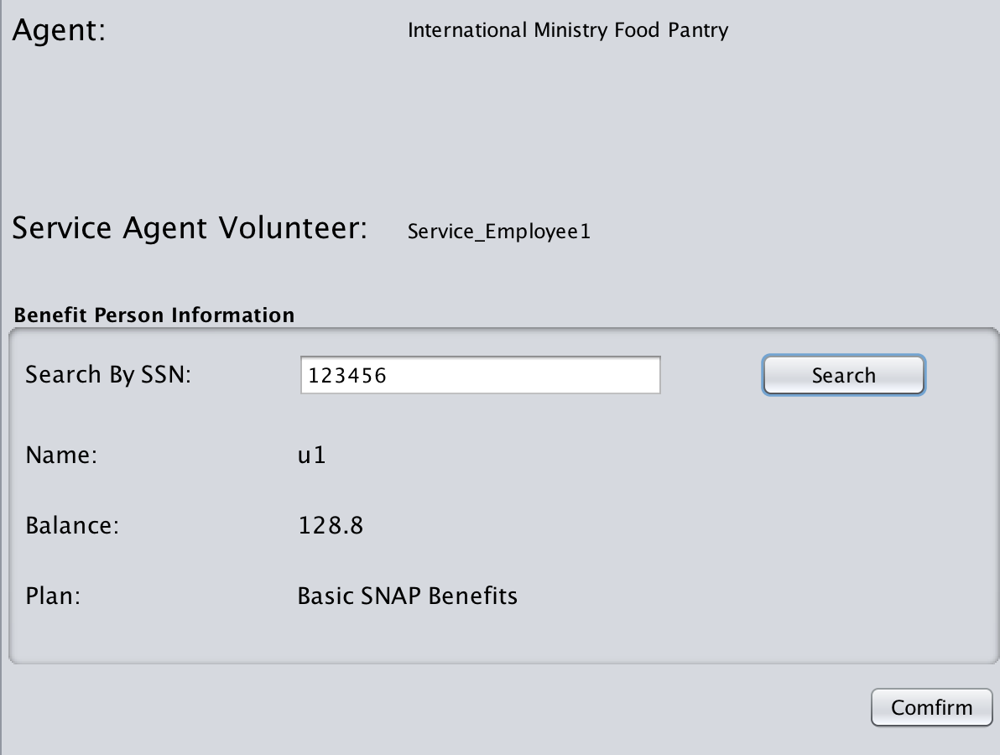 Agent: International Ministry Food Pantry
Service Agent Volunteer: Service_Employee1
Benefit Person Information
Search By SSN: 123456 Search
Name: u1
Balance: 128.8
Plan: Basic SNAP Benefits
Comfirm